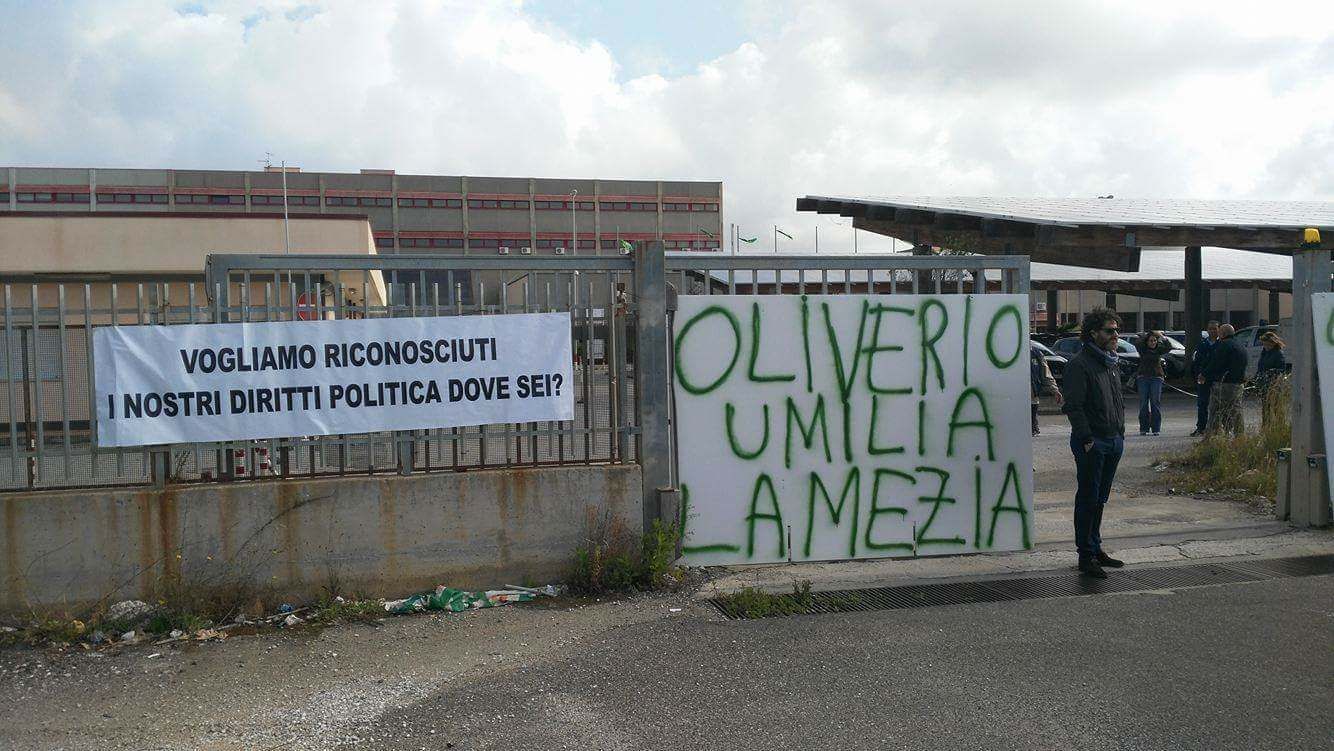 VOGLIAMO RICONOSCIUTI
I NOSTRI DIRITTI POLITICA DOVE SEI?
OLIVERIO
UMILIA
LAMEZIA